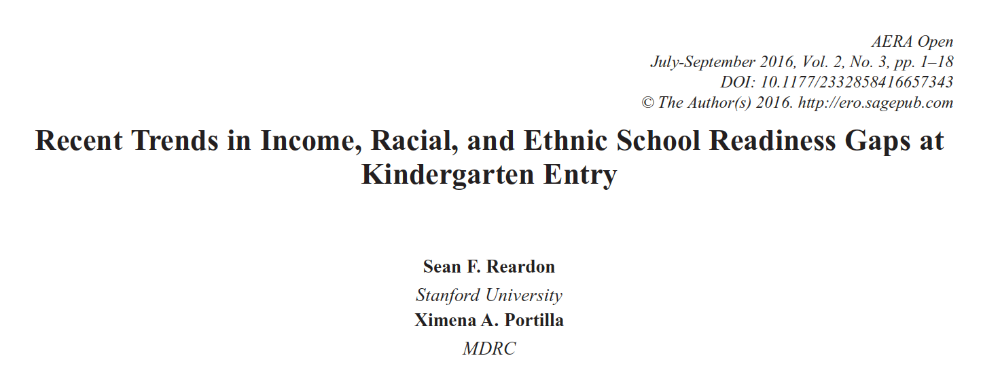 AERA Open
July-September 2016, Vol. 2, No. 3, pp. 1–18
DOI: 10.1177/2332858416657343
© The Author(s) 2016. http://ero.sagepub.com
Recent Trends in Income, Racial, and Ethnic School Readiness Gaps at
Kindergarten Entry
Sean F. Reardon
Stanford University
Ximena A. Portilla
MDRC